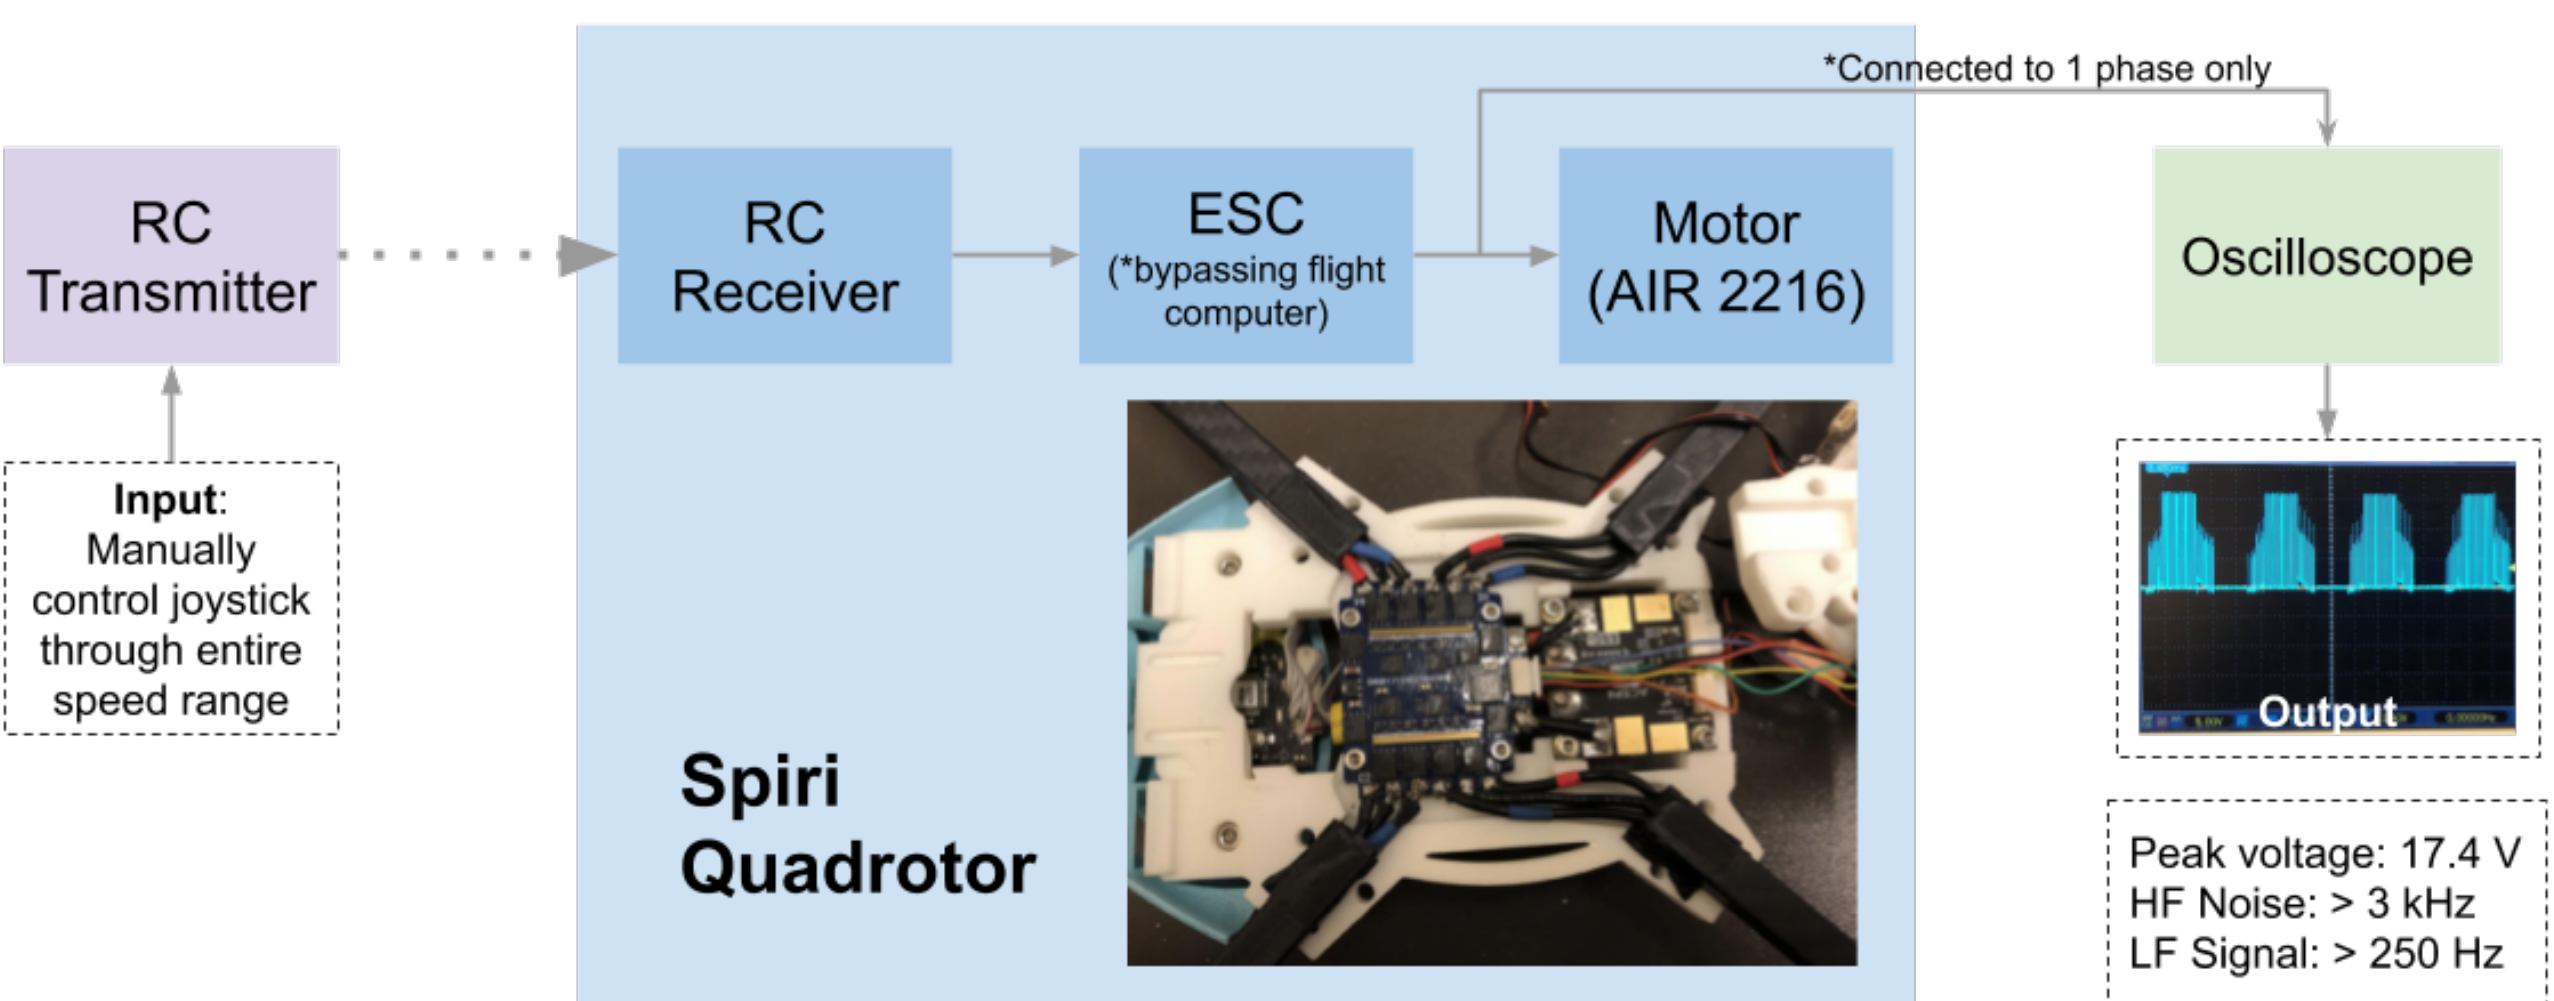 *Connected to 1 phase only
RC
Transmitter
RC
Receiver
ESC
(*bypassing flight
computer)
Motor
(AIR 2216)
Oscilloscope
Input:
Manually
control joystick
through entire
speed range
Spiri
Quadrotor
Output
Peak voltage: 17.4 V
HF Noise: > 3 kHz
LF Signal: > 250 Hz